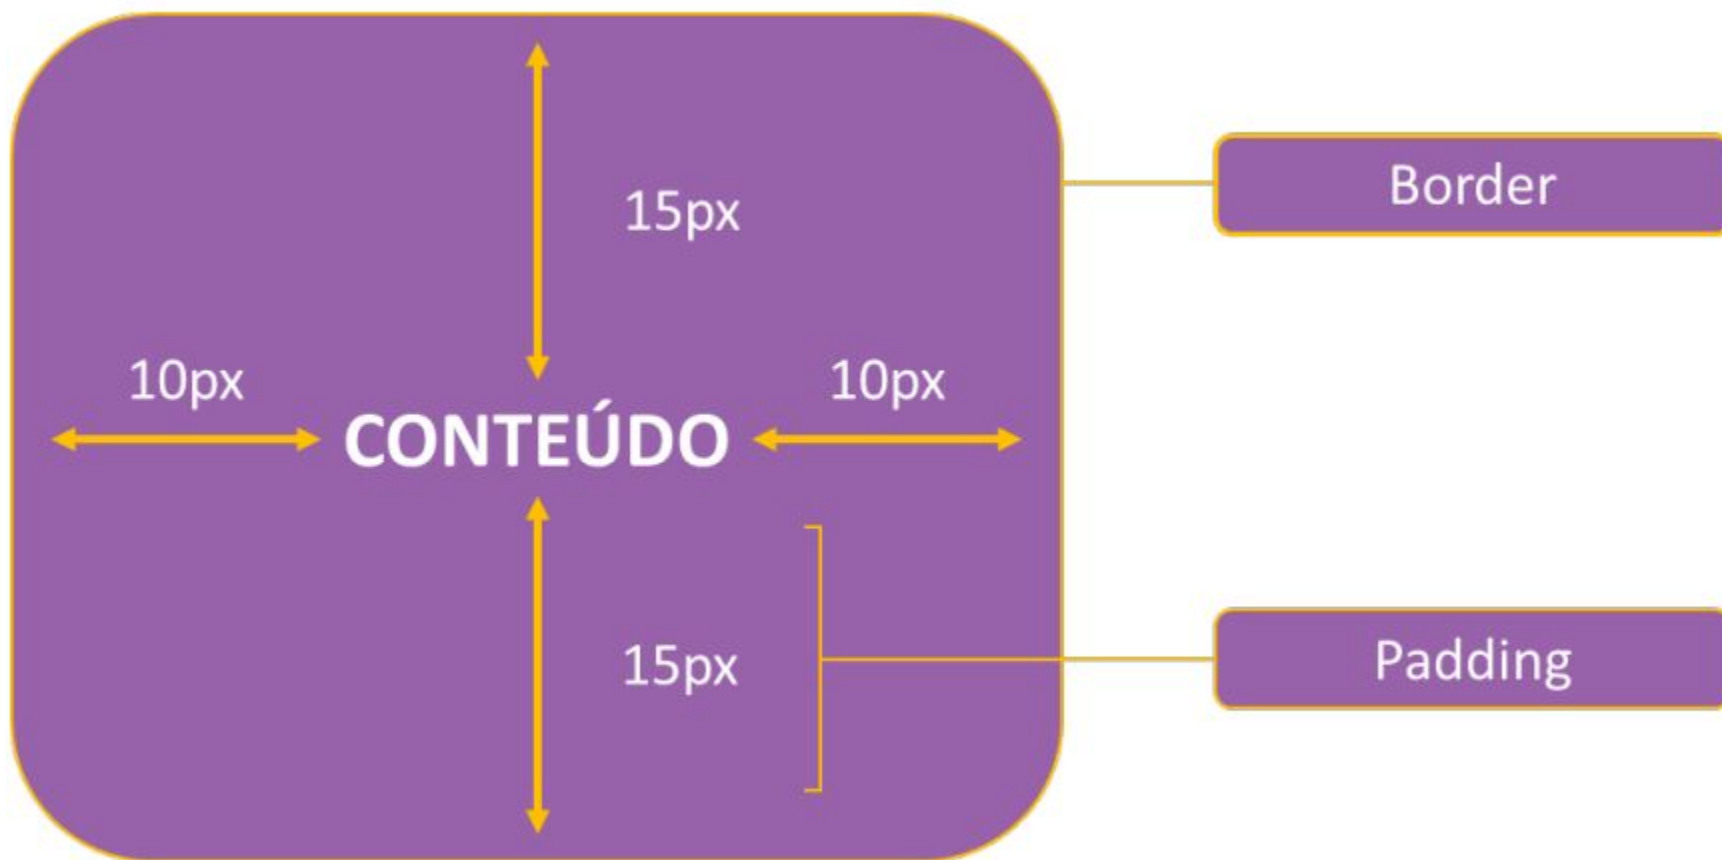 Border
15px
10px
10px
CONTEÚDO
15px
Padding